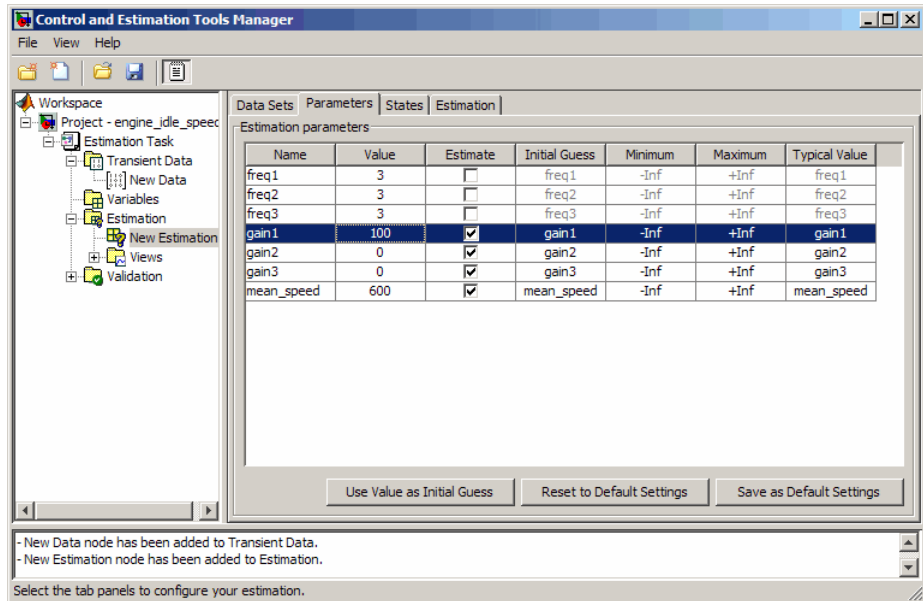 Control and Estimation Tools Manager
File View Help
Workspace
Project - engine_idle_speed
Estimation Task
Transient Data
New Data
Variables
Estimation
New Estimation
Views
Validation
Data Sets Parameters States Estimation
Estimation parameters
Name Value Estimate Initial Guess Minimum Maximum Typical Value
freq1 3 freq1 -Inf +Inf freq1
freq2 3 freq2 -Inf +Inf freq2
freq3 3 freq3 -Inf +Inf freq3
gain1 100 gain1 -Inf +Inf gain1
gain2 0 gain2 -Inf +Inf gain2
gain3 0 gain3 -Inf +Inf gain3
mean_speed 600 mean_speed -Inf +Inf mean_speed
Use Value as Initial Guess Reset to Default Settings Save as Default Settings
- New Data node has been added to Transient Data.
- New Estimation node has been added to Estimation.
Select the tab panels to configure your estimation.